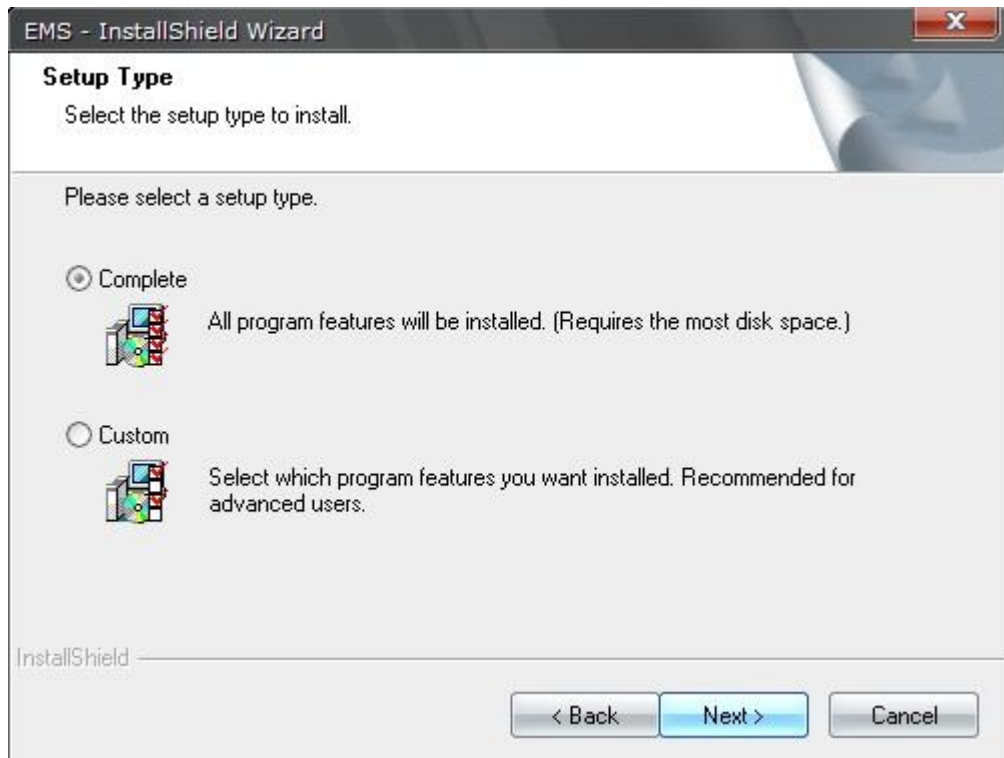 EMS - InstallShield Wizard
Setup Type
Select the setup type to install.
Please select a setup type.
Complete
All program features will be installed. (Requires the most disk space.)
Custom
Select which program features you want installed. Recommended for
advanced users.
InstallShield
< Back
Next >
Cancel